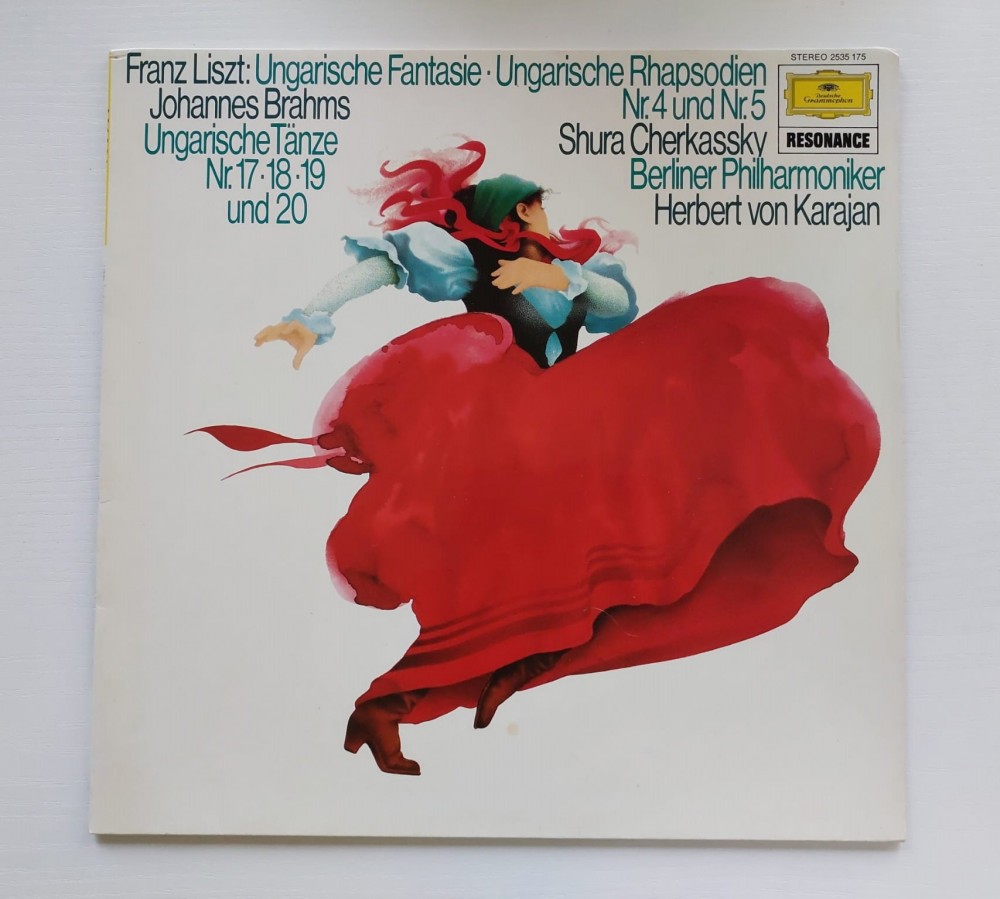 Franz Liszt: Ungarische Fantasie · Ungarische Rhapsodien
Nr. 4 und Nr. 5
Johannes Brahms
Ungarische Tänze
Nr. 17 · 18 · 19
und 20
Shura Cherkassky
Berliner Philharmoniker
Herbert von Karajan
STEREO 2535 175
Deutsche
Grammophon
RESONANCE